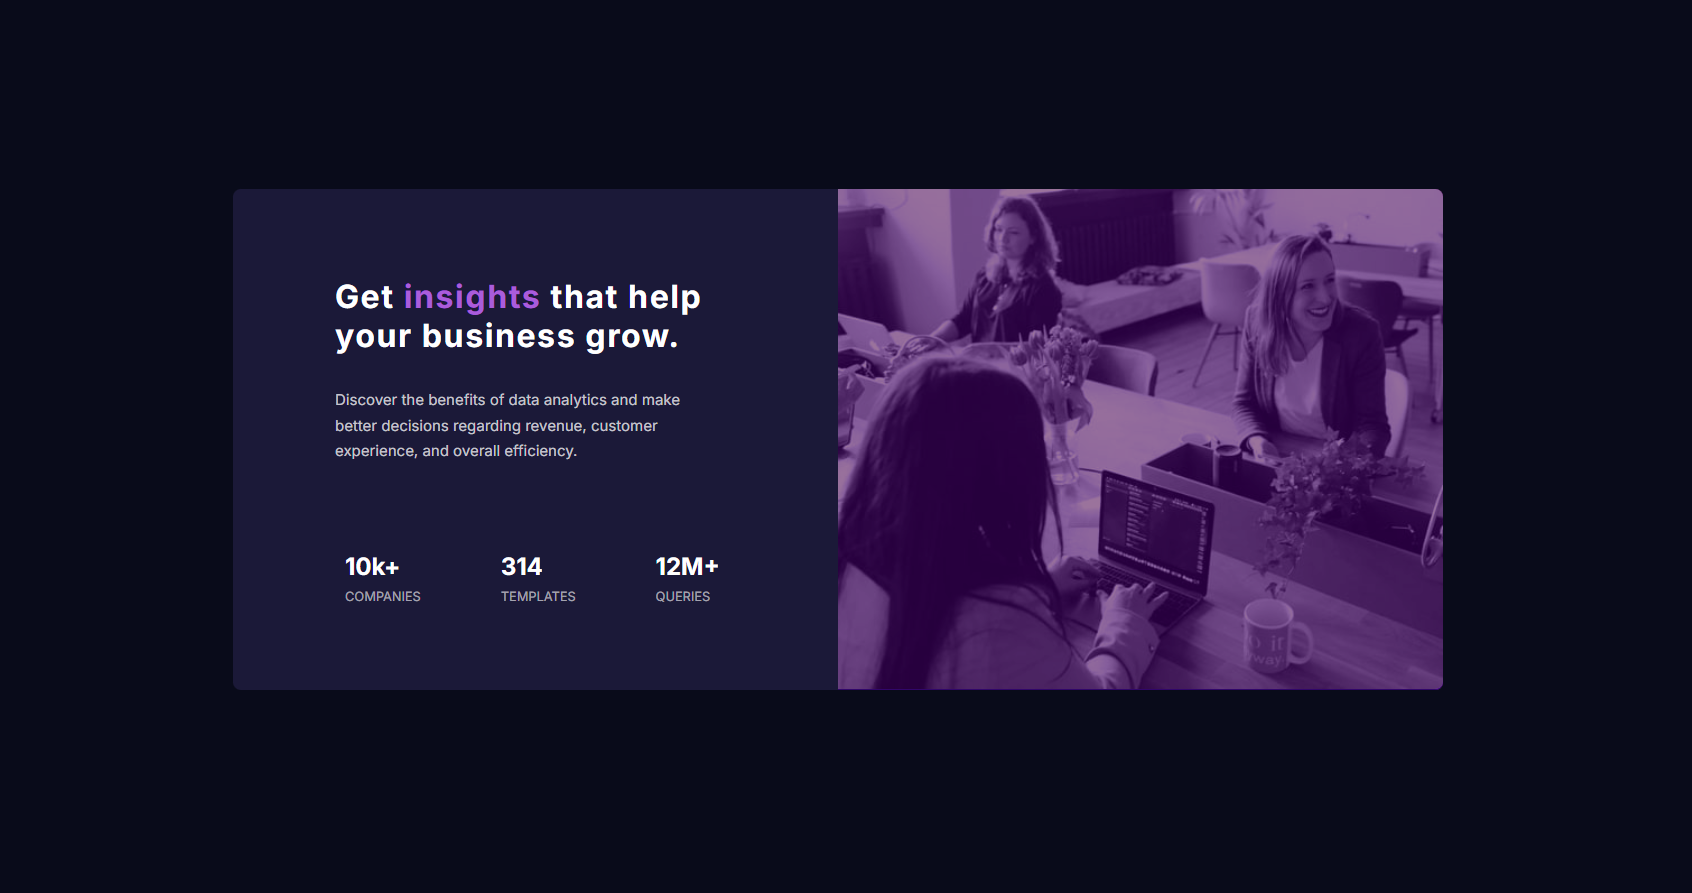 Get insights that help
your business grow.
Discover the benefits of data analytics and make
better decisions regarding revenue, customer
experience, and overall efficiency.
10k+ 314 12M+
COMPANIES TEMPLATES QUERIES